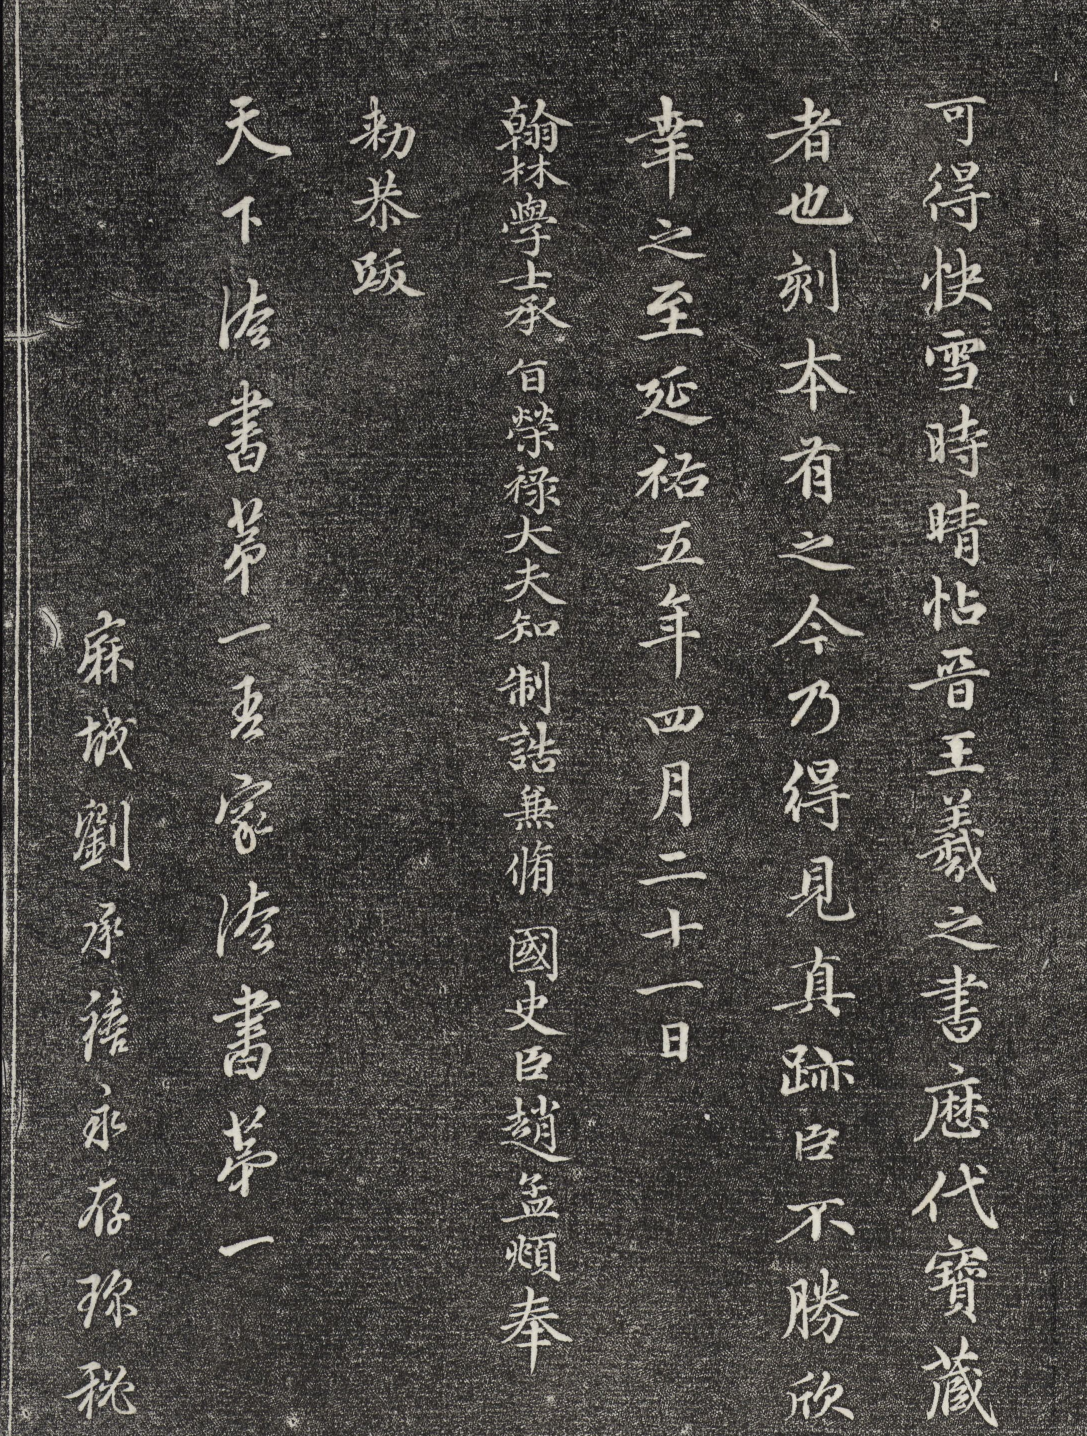 可得快雪時晴帖晉王羲之書歷代寶藏
者也刻本有之今乃得見真跡臣不勝欣
幸之至延祐五年四月二十一日
翰林學士承旨榮祿大夫知制誥兼脩國史臣趙孟頫奉
勑恭跋
天下法書第一吾家法書第一
麻城劉承禧永存珍秘